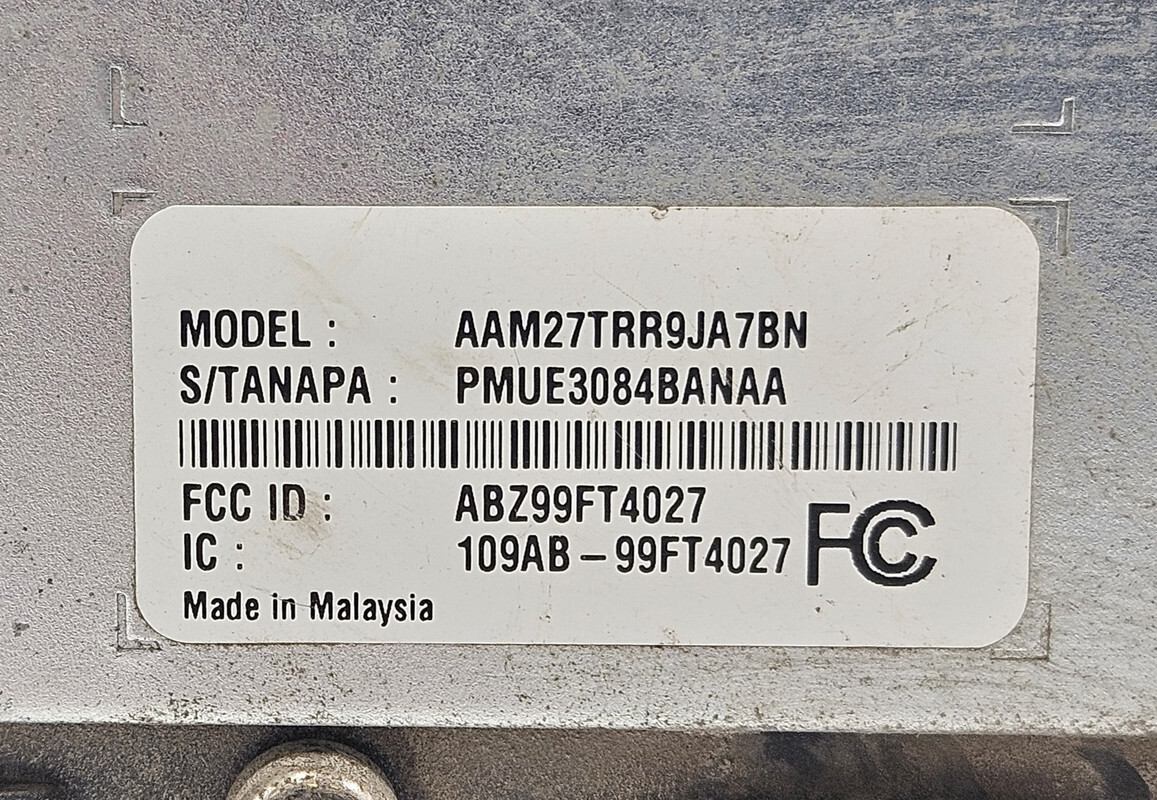 MODEL : AAM27TRR9JA7BN
S/TANAPA : PMUE3084BANAA
FCC ID : ABZ99FT4027
IC : 109AB – 99FT4027 FC
Made in Malaysia